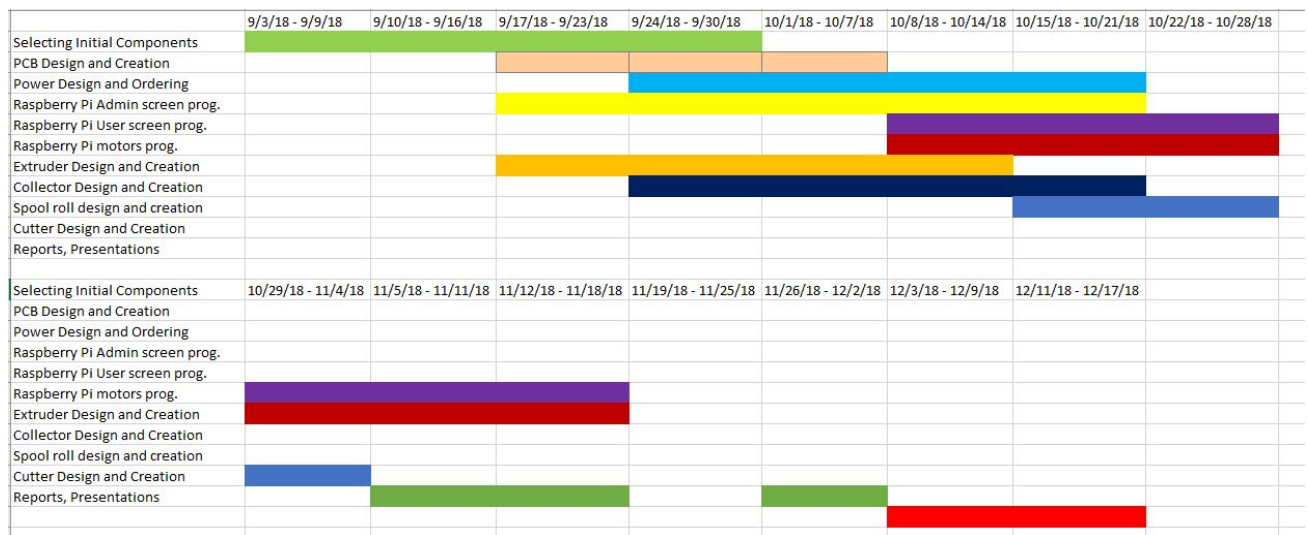 9/3/18 - 9/9/18 9/10/18 - 9/16/18 9/17/18 - 9/23/18 9/24/18 - 9/30/18 10/1/18 - 10/7/18 10/8/18 - 10/14/18 10/15/18 - 10/21/18 10/22/18 - 10/28/18
Selecting Initial Components
PCB Design and Creation
Power Design and Ordering
Raspberry Pi Admin screen prog.
Raspberry Pi User screen prog.
Raspberry Pi motors prog.
Extruder Design and Creation
Collector Design and Creation
Spool roll design and creation
Cutter Design and Creation
Reports, Presentations
Selecting Initial Components 10/29/18 - 11/4/18 11/5/18 - 11/11/18 11/12/18 - 11/18/18 11/19/18 - 11/25/18 11/26/18 - 12/2/18 12/3/18 - 12/9/18 12/11/18 - 12/17/18
PCB Design and Creation
Power Design and Ordering
Raspberry Pi Admin screen prog.
Raspberry Pi User screen prog.
Raspberry Pi motors prog.
Extruder Design and Creation
Collector Design and Creation
Spool roll design and creation
Cutter Design and Creation
Reports, Presentations